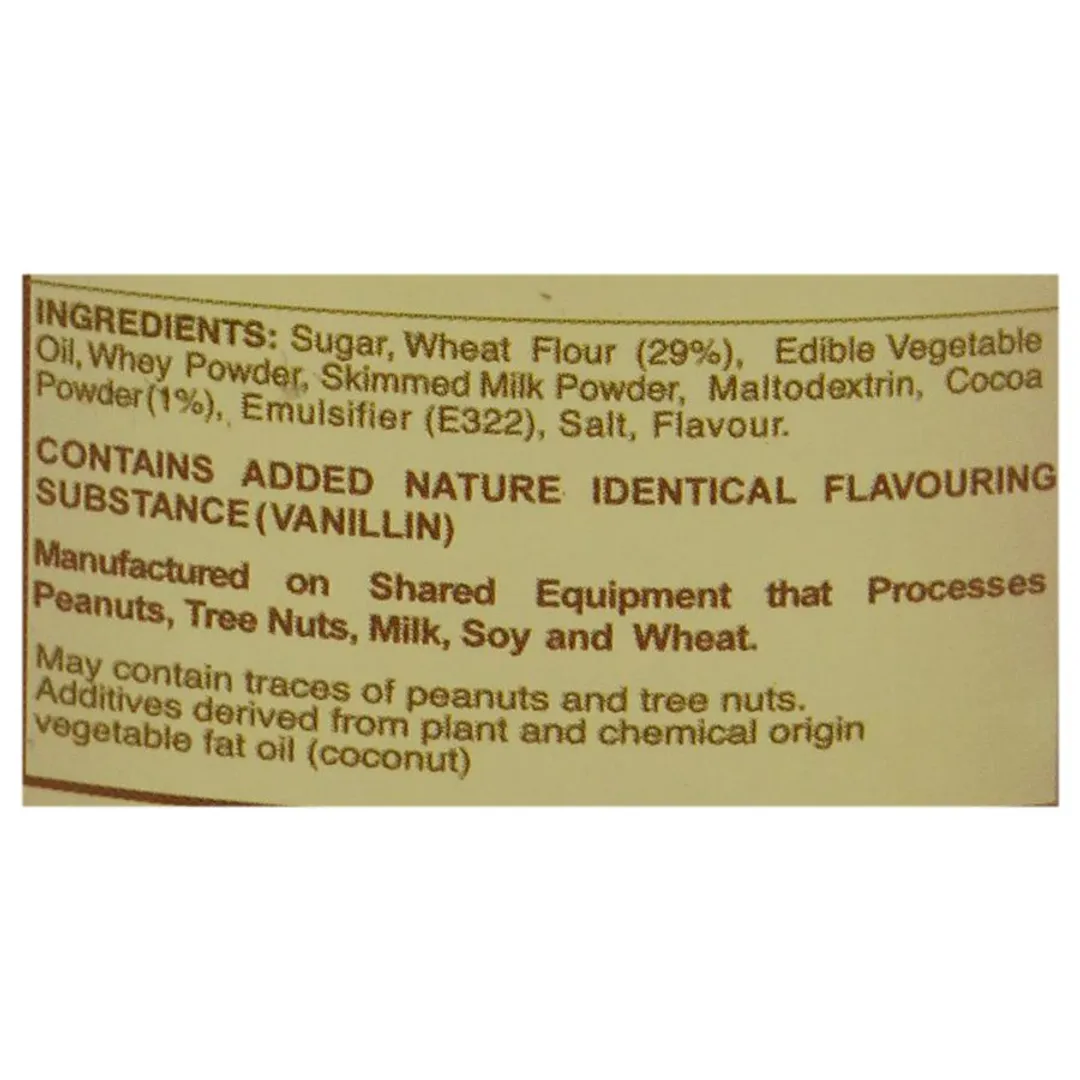 INGREDIENTS: Sugar, Wheat Flour (29%), Edible Vegetable
Oil, Whey Powder, Skimmed Milk Powder, Maltodextrin, Cocoa
Powder (1%), Emulsifier (E322), Salt, Flavour.
CONTAINS ADDED NATURE IDENTICAL FLAVOURING
SUBSTANCE (VANILLIN)
Manufactured on Shared Equipment that Processes
Peanuts, Tree Nuts, Milk, Soy and Wheat.
May contain traces of peanuts and tree nuts.
Additives derived from plant and chemical origin
vegetable fat oil (coconut)